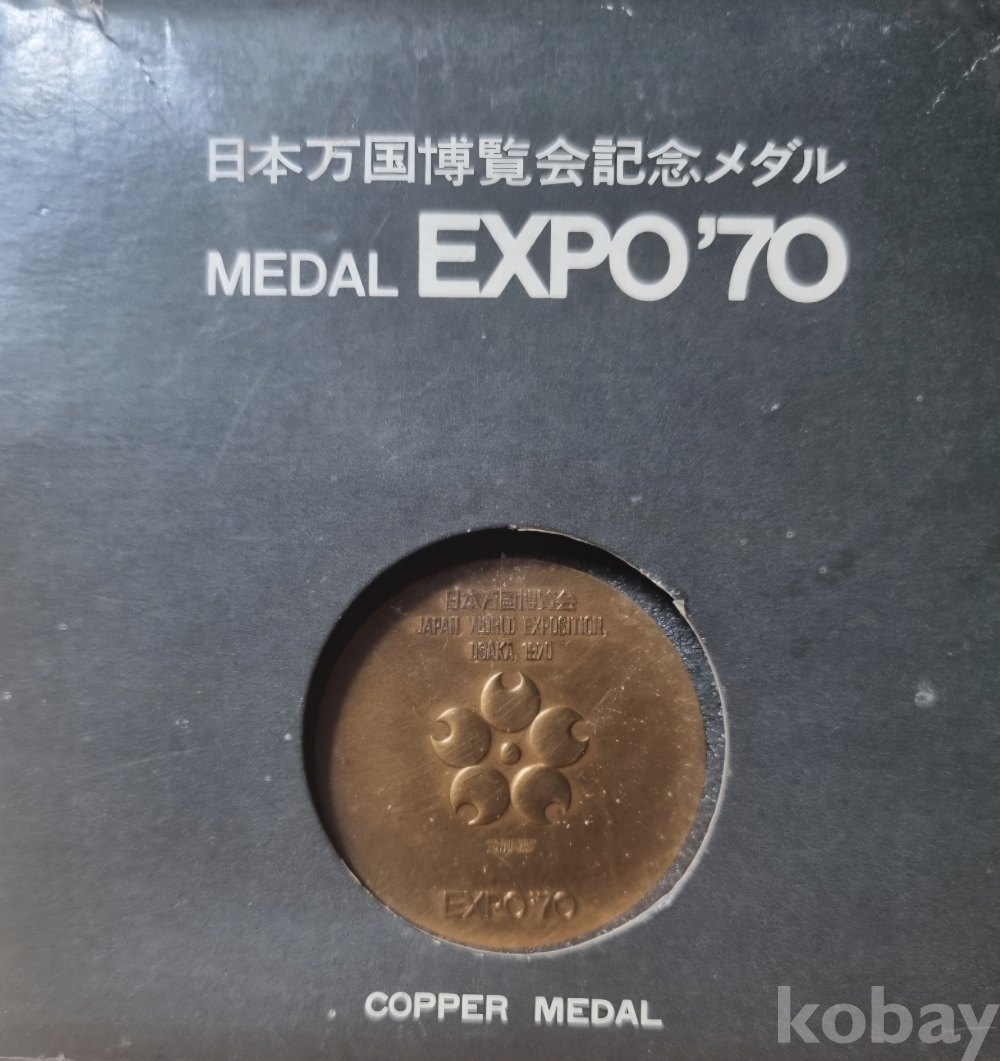 日本万国博覧会記念メダル
MEDAL EXPO'70
日本万国博覧会
JAPAN WORLD EXPOSITION,
OSAKA, 1970
EXPO'70
COPPER MEDAL
kobay